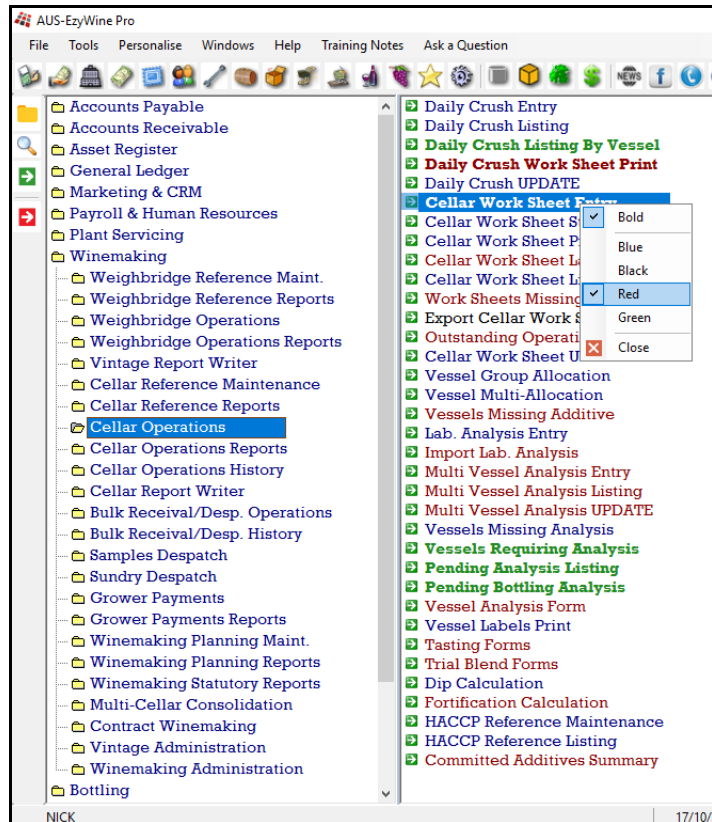 AUS-EzyWine Pro
File Tools Personalise Windows Help Training Notes Ask a Question
NEWS f
Accounts Payable
Accounts Receivable
Asset Register
General Ledger
Marketing & CRM
Payroll & Human Resources
Plant Servicing
Winemaking
Weighbridge Reference Maint.
Weighbridge Reference Reports
Weighbridge Operations
Weighbridge Operations Reports
Vintage Report Writer
Cellar Reference Maintenance
Cellar Reference Reports
Cellar Operations
Cellar Operations Reports
Cellar Operations History
Cellar Report Writer
Bulk Receival/Desp. Operations
Bulk Receival/Desp. History
Samples Despatch
Sundry Despatch
Grower Payments
Grower Payments Reports
Winemaking Planning Maint.
Winemaking Planning Reports
Winemaking Statutory Reports
Multi-Cellar Consolidation
Contract Winemaking
Vintage Administration
Winemaking Administration
Bottling
Daily Crush Entry
Daily Crush Listing
Daily Crush Listing By Vessel
Daily Crush Work Sheet Print
Daily Crush UPDATE
Cellar Work Sheet Entry
Cellar Work Sheet S
Cellar Work Sheet P
Cellar Work Sheet L
Cellar Work Sheet L
Work Sheets Missing
Export Cellar Work S
Outstanding Operati
Cellar Work Sheet U
Vessel Group Allocation
Vessel Multi-Allocation
Vessels Missing Additive
Lab. Analysis Entry
Import Lab. Analysis
Multi Vessel Analysis Entry
Multi Vessel Analysis Listing
Multi Vessel Analysis UPDATE
Vessels Missing Analysis
Vessels Requiring Analysis
Pending Analysis Listing
Pending Bottling Analysis
Vessel Analysis Form
Vessel Labels Print
Tasting Forms
Trial Blend Forms
Dip Calculation
Fortification Calculation
HACCP Reference Maintenance
HACCP Reference Listing
Committed Additives Summary
Bold
Blue
Black
Red
Green
Close
NICK 17/10/